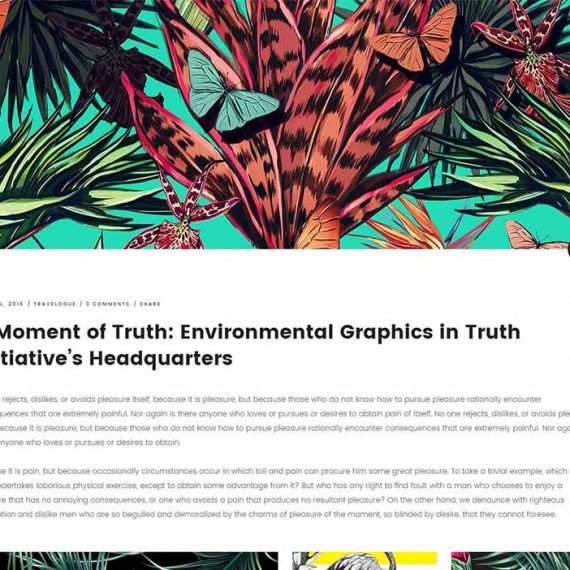 , 2016 / TRAVELOGUE / 3 COMMENTS / SHARE
Moment of Truth: Environmental Graphics in Truth
tiative's Headquarters
rejects, dislikes, or avoids pleasure itself, because it is pleasure, but because those who do not know how to pursue pleasure rationally encounter
quences that are extremely painful. Nor again is there anyone who loves or pursues or desires to obtain pain of itself. No one rejects, dislikes, or avoids ple
ecause it is pleasure, but because those who do not know how to pursue pleasure rationally encounter consequences that are extremely painful. Nor aga
anyone who loves or pursues or desires to obtain.
e it is pain, but because occasionally circumstances occur in which toil and pain can procure him some great pleasure. To take a trivial example, which
ndertakes laborious physical exercise, except to obtain some advantage from it? But who has any right to find fault with a man who chooses to enjoy a
re that has no annoying consequences, or one who avoids a pain that produces no resultant pleasure? On the other hand, we denounce with righteous
ation and dislike men who are so beguiled and demoralized by the charms of pleasure of the moment, so blinded by desire, that they cannot foresee.